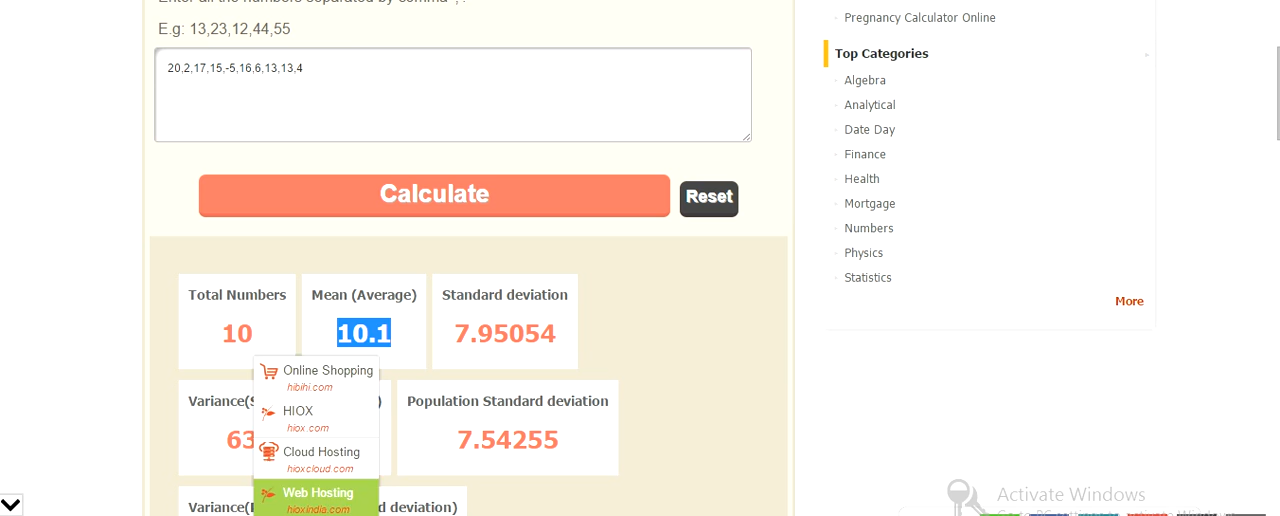 E.g: 13,23,12,44,55
20,2,17,15,-5,16,6,13,13,4
Calculate
Reset
Total Numbers
10
Mean (Average)
10.1
Standard deviation
7.95054
Online Shopping
hibihi.com
HIOX
hiox.com
Cloud Hosting
hioxcloud.com
Web Hosting
hioxindia.com
63
Population Standard deviation
7.54255
d deviation)
Pregnancy Calculator Online
Top Categories
Algebra
Analytical
Date Day
Finance
Health
Mortgage
Numbers
Physics
Statistics
More
Activate Windows